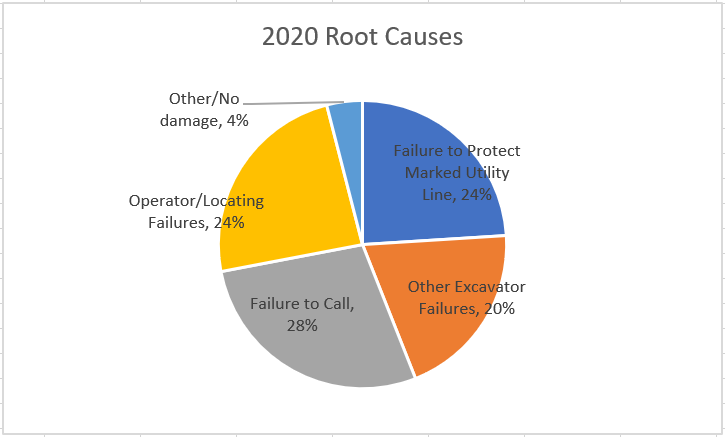 2020 Root Causes
Other/No
damage, 4%
Failure to Protect
Marked Utility
Line, 24%
Operator/Locating
Failures, 24%
Other Excavator
Failures, 20%
Failure to Call,
28%